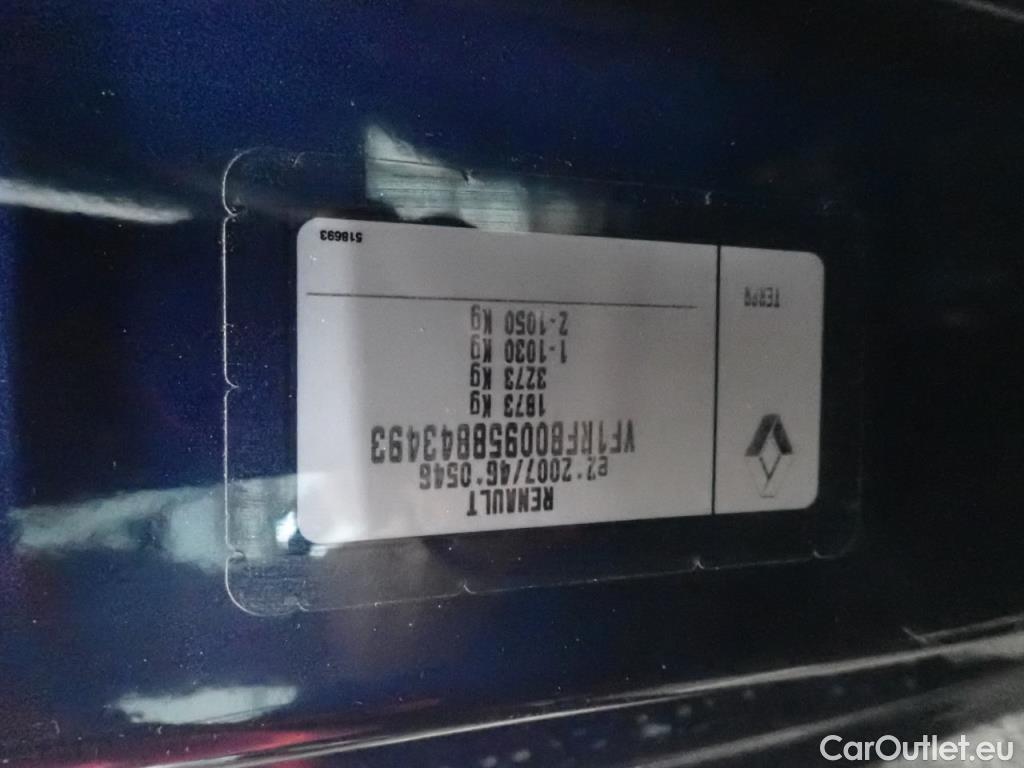 RENAULT
e2*2007/46*0546
VF1RFB00958843493
1873 Kg
3273 Kg
1-1030 Kg
2-1050 Kg
518693
CarOutlet.eu